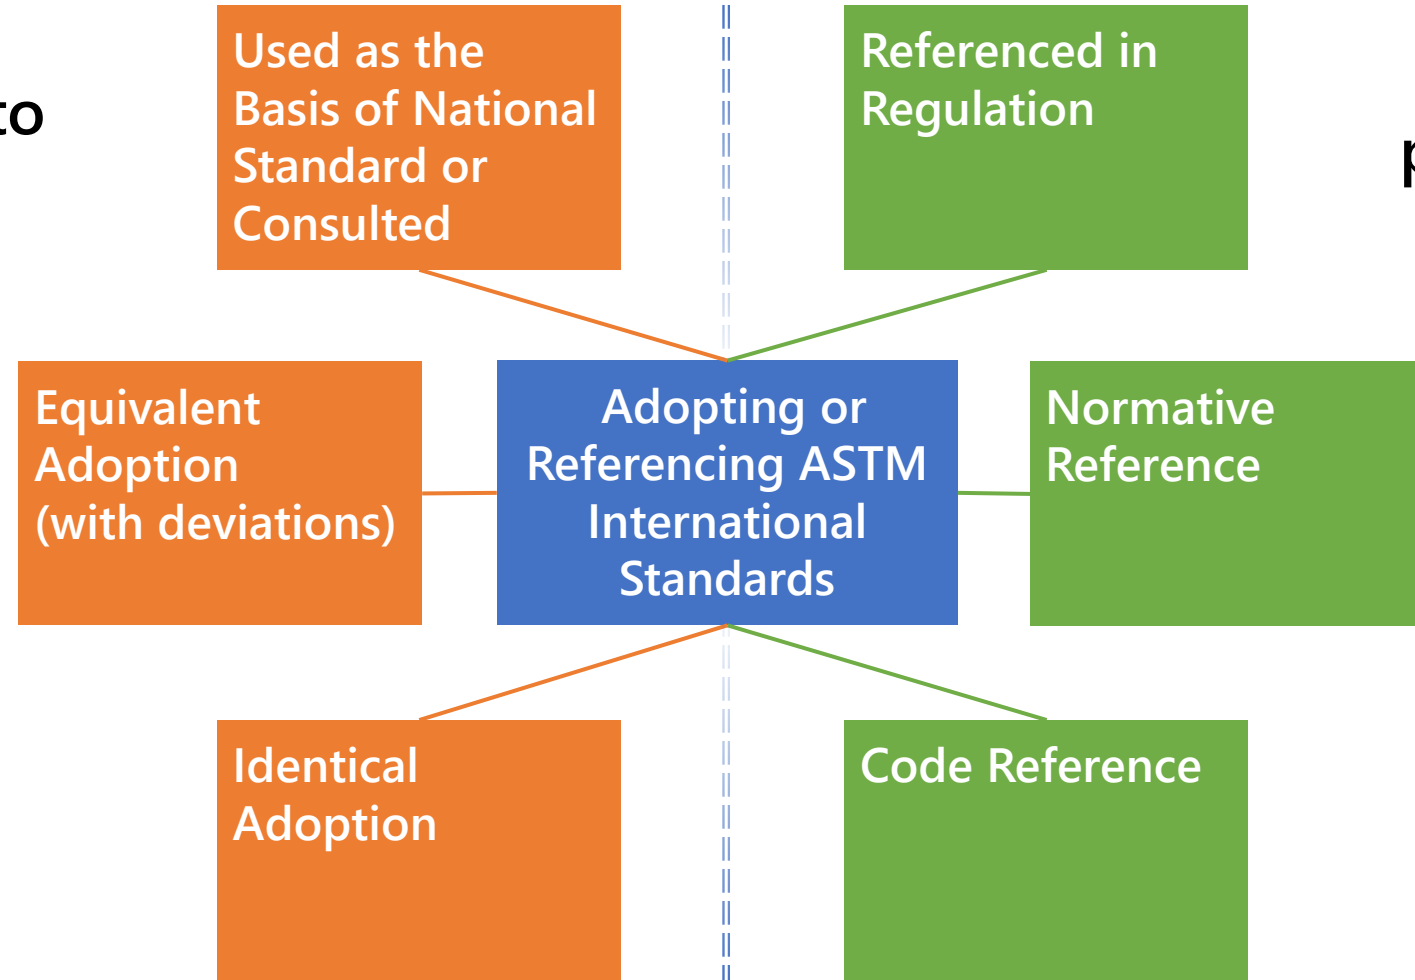 to
Used as the
Basis of National
Standard or
Consulted
Referenced in
Regulation
Equivalent
Adoption
(with deviations)
Adopting or
Referencing ASTM
International
Standards
Normative
Reference
Identical
Adoption
Code Reference